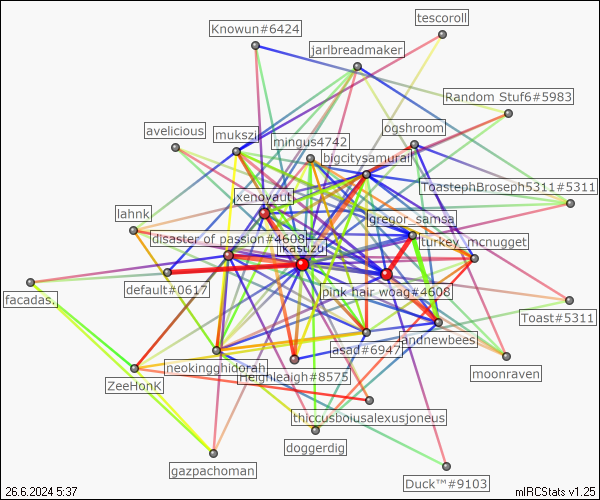 tescoroll
Knowun#6424
jarlbreadmaker
Random Stuf6#5983
avelicious
mukszi
ogshroom
mingus4742
bigcitysamurai
ToastephBroseph5311#5311
xenoyaut
lahnk
gregor_samsa
disaster of passion#4608
turkey_mcnugget
kasuzu
default#0617
pink hair woag#4608
facadas.
Toast#5311
andnewbees
asad#6947
neokingghidorah
moonraven
Heighleigh#8575
ZeeHonK
thiccusboiusalexusjoneus
doggerdig
gazpachoman
Duck™#9103
26.6.2024 5:37
mIRCStats v1.25